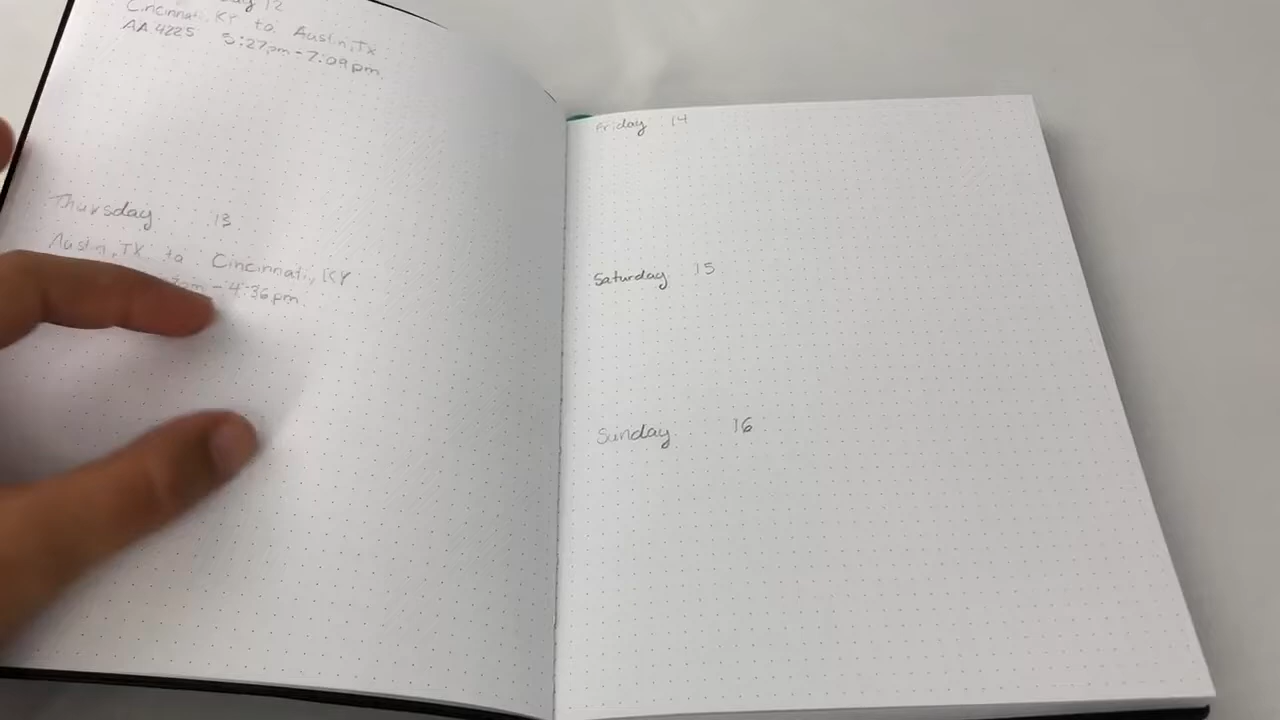 12
Cincinnati, KY to Austin, TX
AA 4225 5:27pm - 7:09pm
Thursday 13
Austin, TX to Cincinnati, KY
- 4:36pm
Friday 14
Saturday 15
Sunday 16